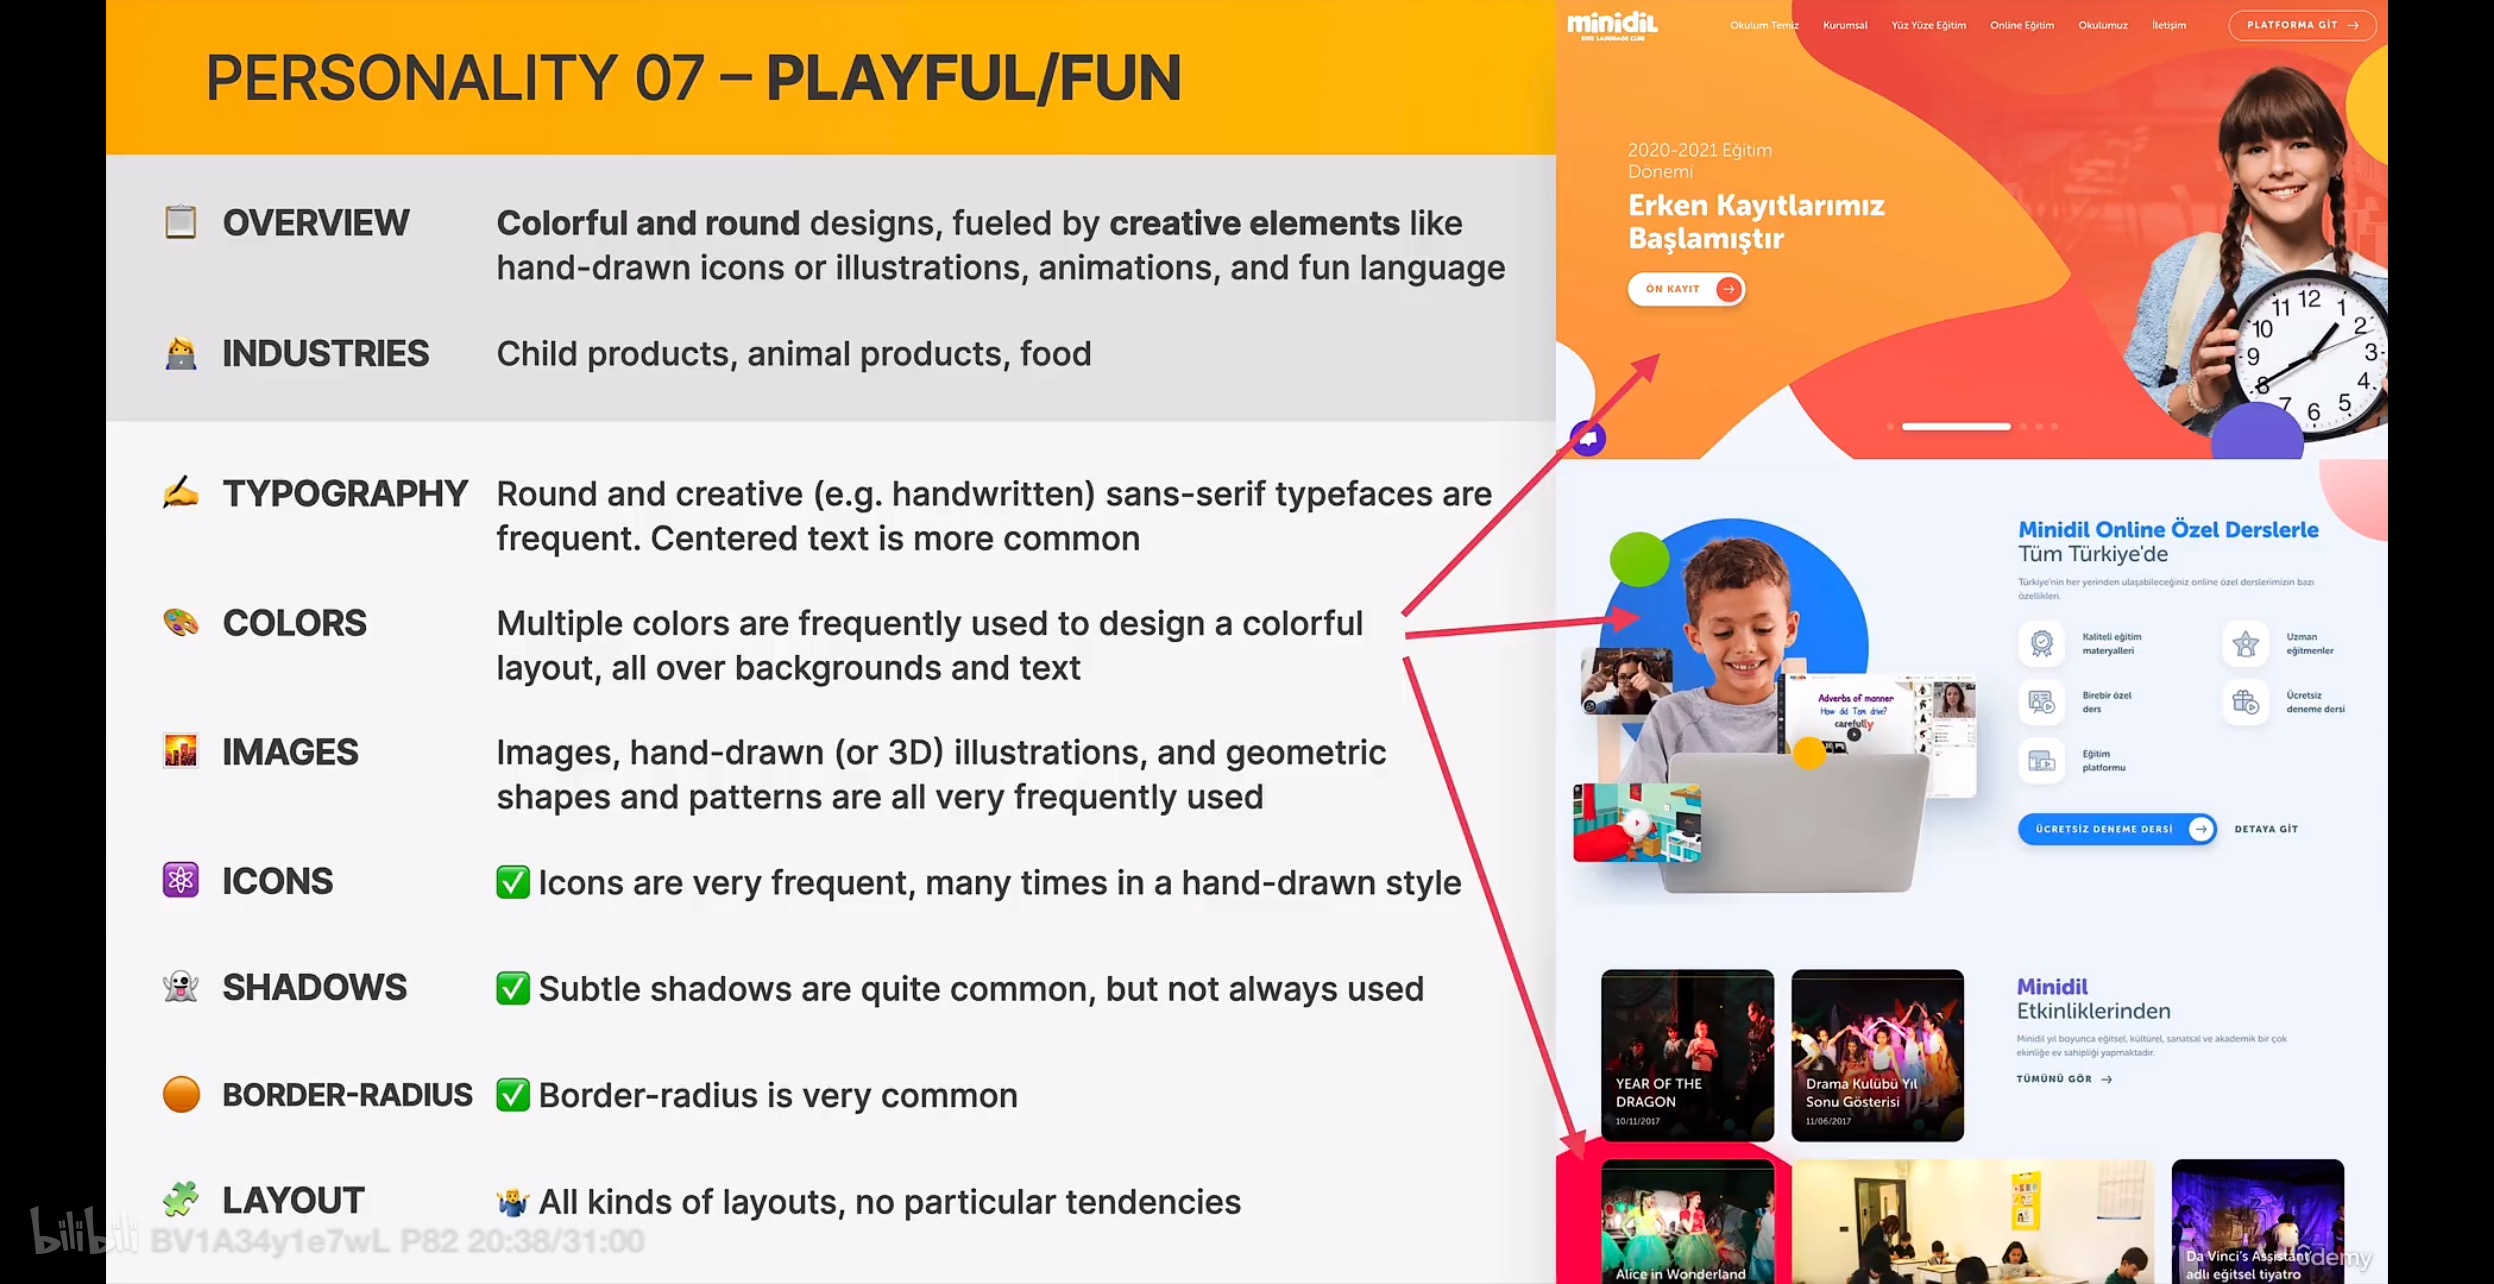 PERSONALITY 07 – PLAYFUL/FUN
OVERVIEW
Colorful and round designs, fueled by creative elements like
hand-drawn icons or illustrations, animations, and fun language
INDUSTRIES
Child products, animal products, food
TYPOGRAPHY
Round and creative (e.g. handwritten) sans-serif typefaces are
frequent. Centered text is more common
COLORS
Multiple colors are frequently used to design a colorful
layout, all over backgrounds and text
IMAGES
Images, hand-drawn (or 3D) illustrations, and geometric
shapes and patterns are all very frequently used
ICONS
✅ Icons are very frequent, many times in a hand-drawn style
SHADOWS
✅ Subtle shadows are quite common, but not always used
BORDER-RADIUS
✅ Border-radius is very common
LAYOUT
🤷‍♂️ All kinds of layouts, no particular tendencies
bilibili BV1A34y1e7wL P82 20:38/31:00
minidil
KIDS LANGUAGE CLUB
Okulum Temiz Kurumsal Yüz Yüze Eğitim Online Eğitim Okulumuz İletişim PLATFORMA GİT →
2020-2021 Eğitim
Dönemi
Erken Kayıtlarımız
Başlamıştır
ÖN KAYIT →
12
11 1
10 2
9 3
8 4
7 6 5
Minidil Online Özel Derslerle
Tüm Türkiye'de
Türkiye'nin her yerinden ulaşabileceğiniz online özel derslerimizin bazı
özellikleri.
Kaliteli eğitim
materyalleri
Uzman
eğitmenler
Birebir özel
ders
Ücretsiz
deneme dersi
Eğitim
platformu
ÜCRETSİZ DENEME DERSİ → DETAYA GİT
Adverbs of manner
How did Tom drive?
carefully
Minidil
Etkinliklerinden
Minidil yıl boyunca eğitsel, kültürel, sanatsal ve akademik bir çok
ekinliğe ev sahipliği yapmaktadır.
TÜMÜNÜ GÖR →
YEAR OF THE
DRAGON
10/11/2017
Drama Kulübü Yıl
Sonu Gösterisi
11/06/2017
Alice in Wonderland
Da Vinci's Assistant
adlı eğitsel tiyatro
ûdemy